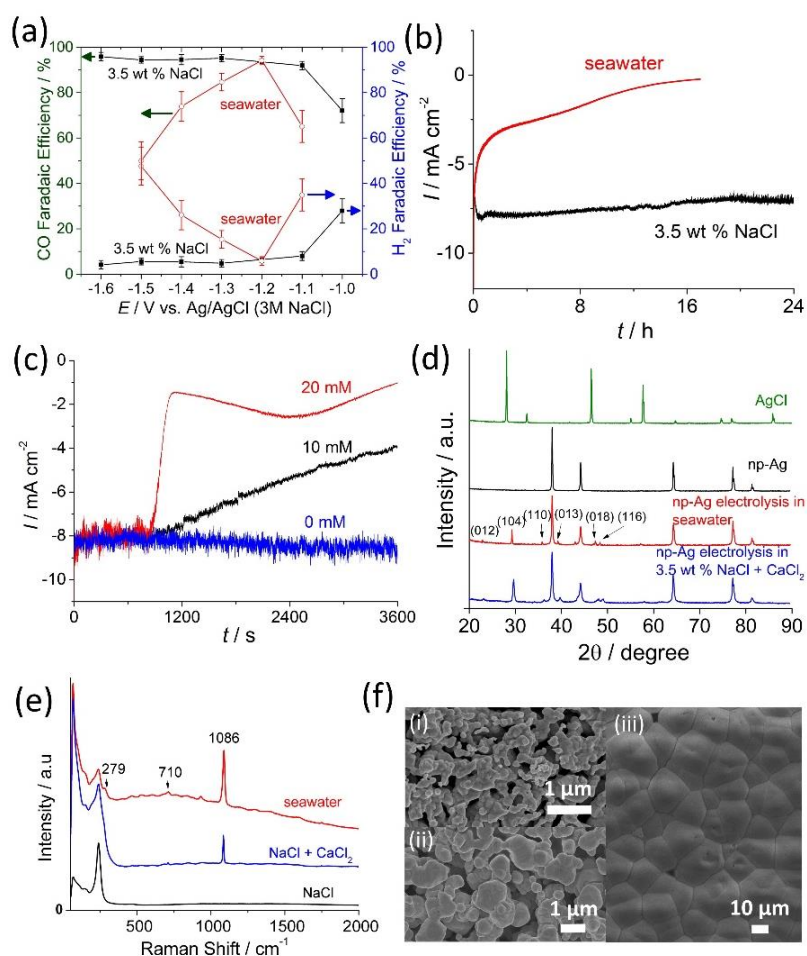 (a)
CO Faradaic Efficiency / %
100
80
60
40
20
0
3.5 wt % NaCl
seawater
seawater
3.5 wt % NaCl
-1.6 -1.5 -1.4 -1.3 -1.2 -1.1 -1.0
E / V vs. Ag/AgCl (3M NaCl)
100
80
60
40
20
0
H2 Faradaic Efficiency / %
(b)
I / mA cm-2
0
-5
-10
seawater
3.5 wt % NaCl
0 8 16 24
t / h
(c)
I / mA cm-2
0
-2
-4
-6
-8
-10
20 mM
10 mM
0 mM
0 1200 2400 3600
t / s
(d)
Intensity / a.u.
AgCl
np-Ag
np-Ag electrolysis in
seawater
(012) (104) (110) (013) (018) (116)
np-Ag electrolysis in
3.5 wt % NaCl + CaCl2
20 30 40 50 60 70 80 90
2θ / degree
(e)
Intensity / a.u
0
279
710
1086
seawater
NaCl + CaCl2
NaCl
500 1000 1500 2000
Raman Shift / cm-1
(f)
(i)
1 μm
(ii)
1 μm
(iii)
10 μm